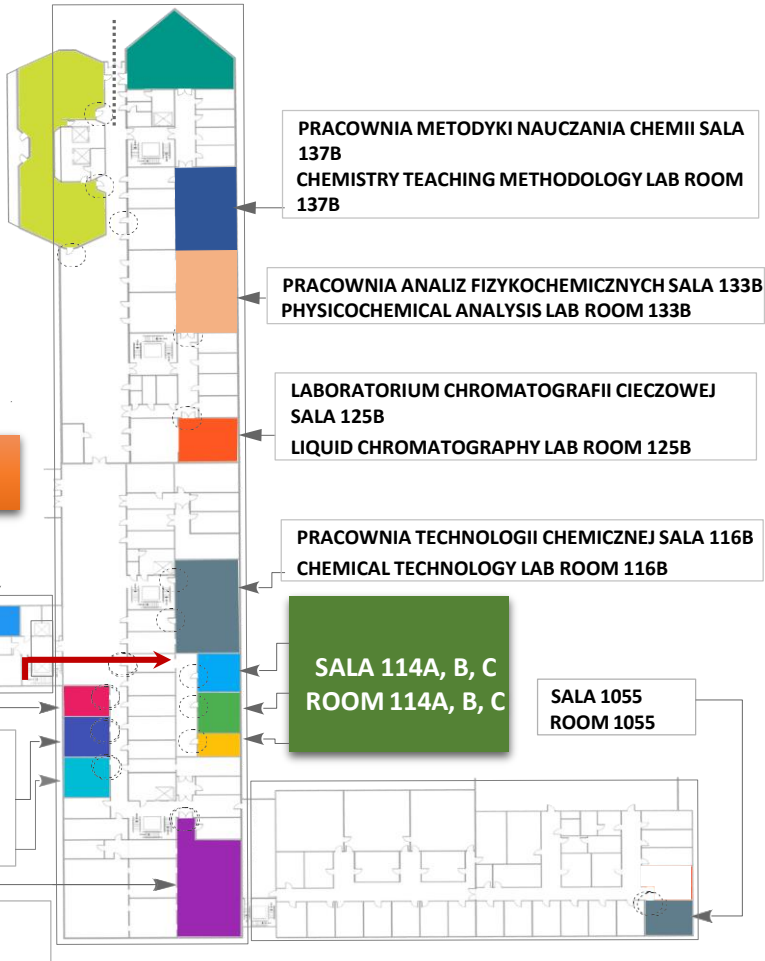 PRACOWNIA METODYKI NAUCZANIA CHEMII SALA
137B
CHEMISTRY TEACHING METHODOLOGY LAB ROOM
137B
PRACOWNIA ANALIZ FIZYKOCHEMICZNYCH SALA 133B
PHYSICOCHEMICAL ANALYSIS LAB ROOM 133B
LABORATORIUM CHROMATOGRAFII CIECZOWEJ
SALA 125B
LIQUID CHROMATOGRAPHY LAB ROOM 125B
PRACOWNIA TECHNOLOGII CHEMICZNEJ SALA 116B
CHEMICAL TECHNOLOGY LAB ROOM 116B
SALA 114A, B, C
ROOM 114A, B, C
SALA 1055
ROOM 1055